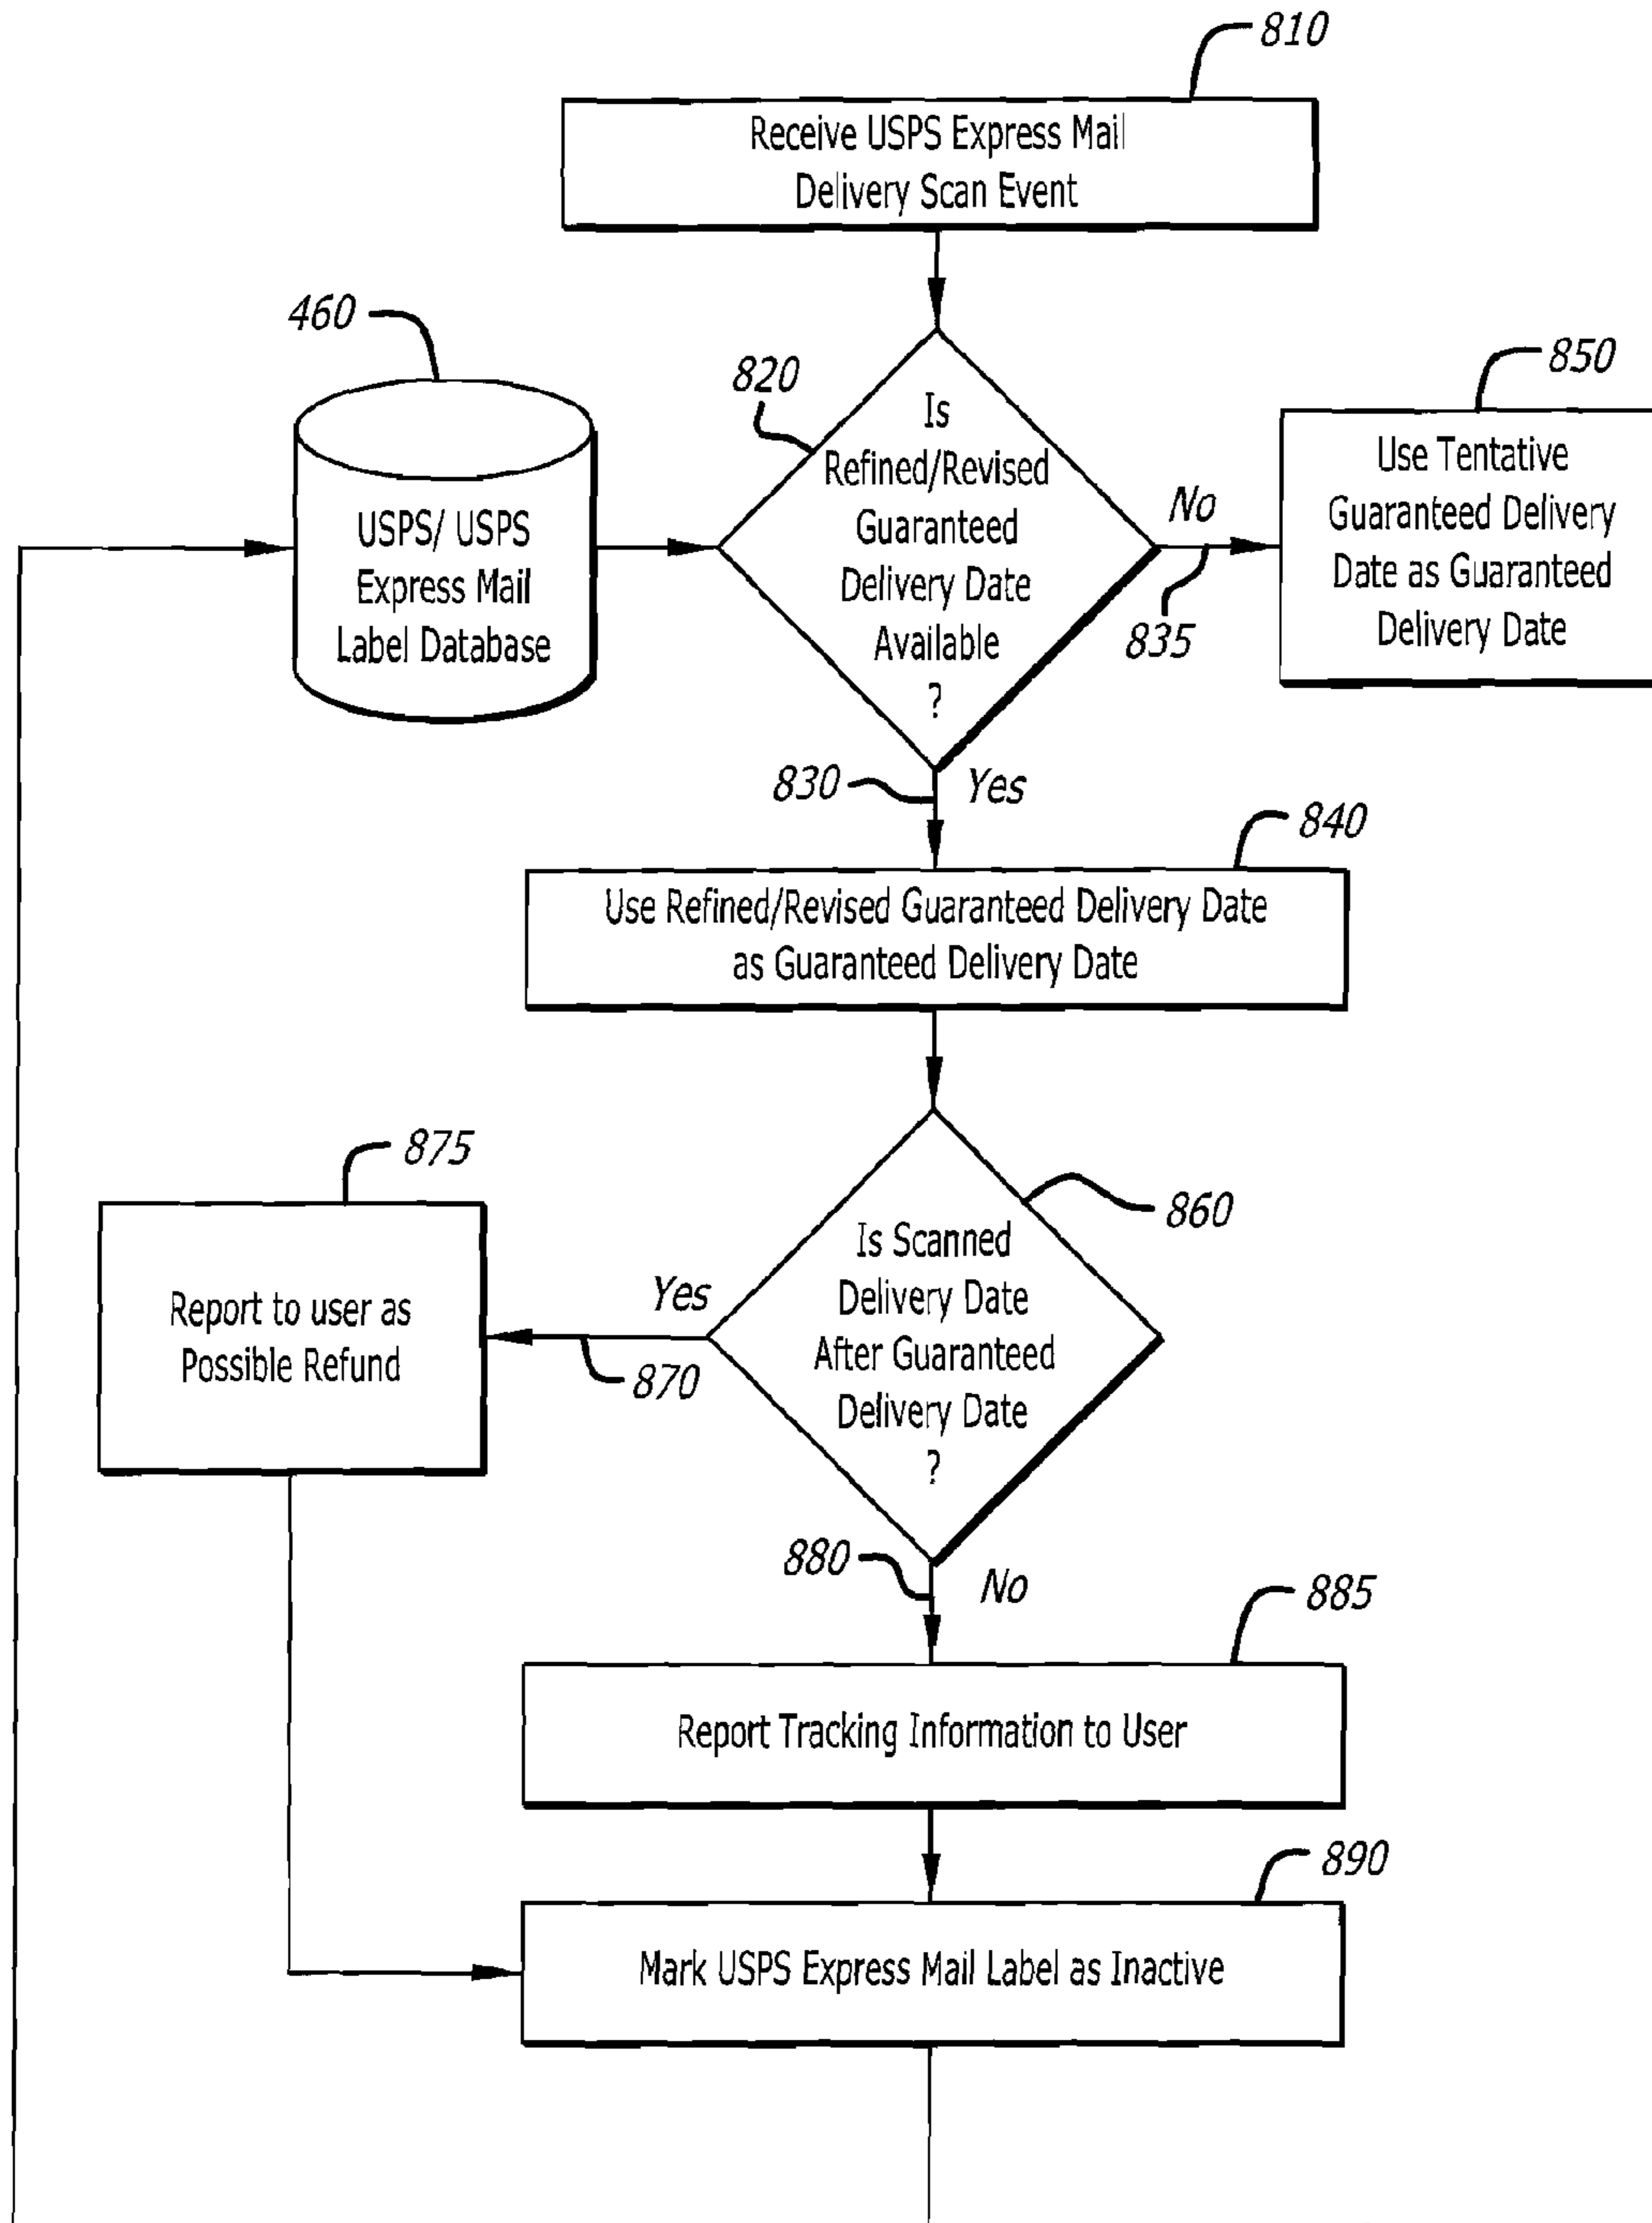 810
Receive USPS Express Mail
Delivery Scan Event
460
USPS/ USPS
Express Mail
Label Database
820
Is
Refined/Revised
Guaranteed
Delivery Date
Available
?
No
835
850
Use Tentative
Guaranteed Delivery
Date as Guaranteed
Delivery Date
830
Yes
840
Use Refined/Revised Guaranteed Delivery Date
as Guaranteed Delivery Date
860
Is Scanned
Delivery Date
After Guaranteed
Delivery Date
?
Yes
870
875
Report to user as
Possible Refund
880
No
885
Report Tracking Information to User
890
Mark USPS Express Mail Label as Inactive